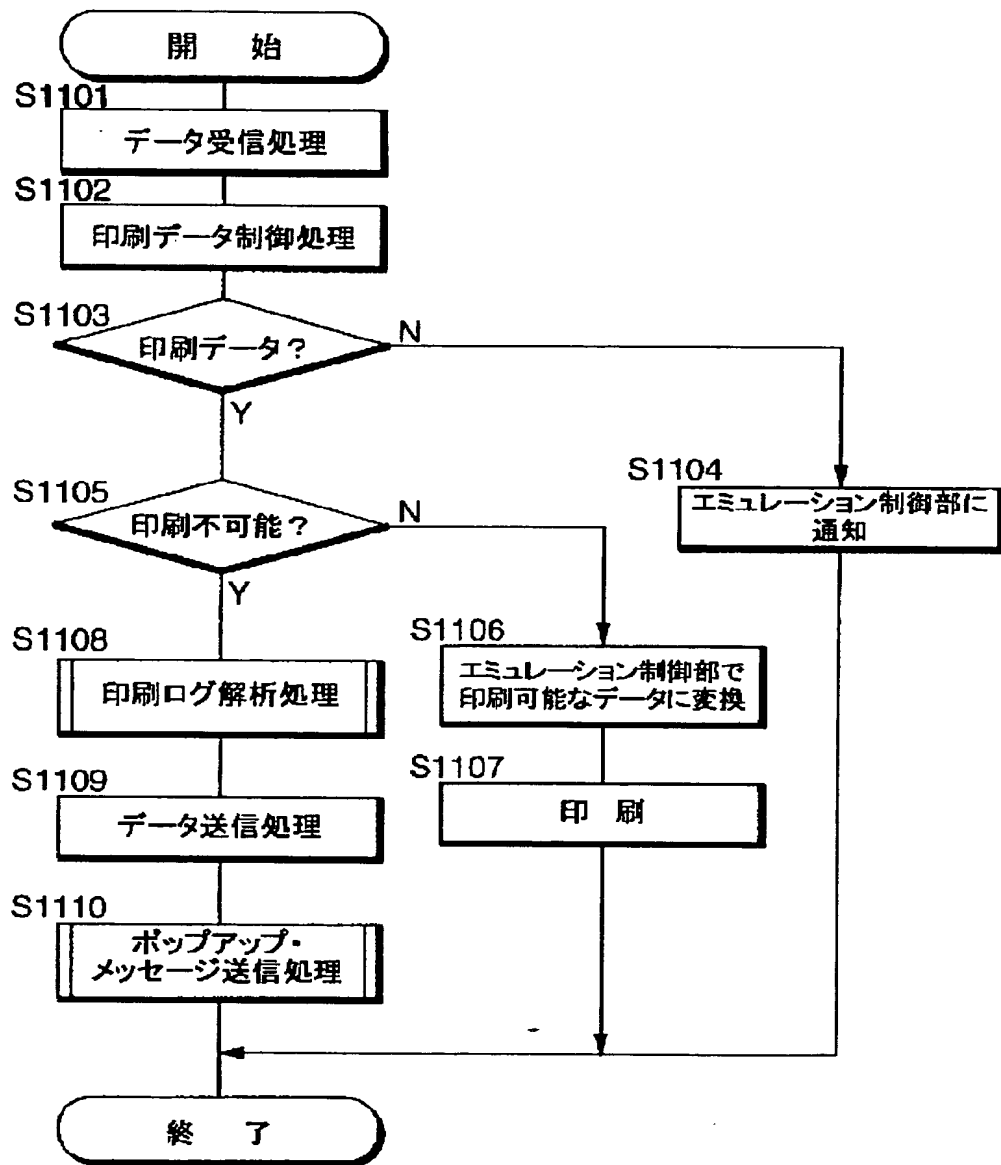 開 始
S1101
データ受信処理
S1102
印刷データ制御処理
S1103
印刷データ?
N
Y
S1104
エミュレーション制御部に
通知
S1105
印刷不可能?
N
Y
S1106
エミュレーション制御部で
印刷可能なデータに変換
S1107
印 刷
S1108
印刷ログ解析処理
S1109
データ送信処理
S1110
ポップアップ・
メッセージ送信処理
終 了